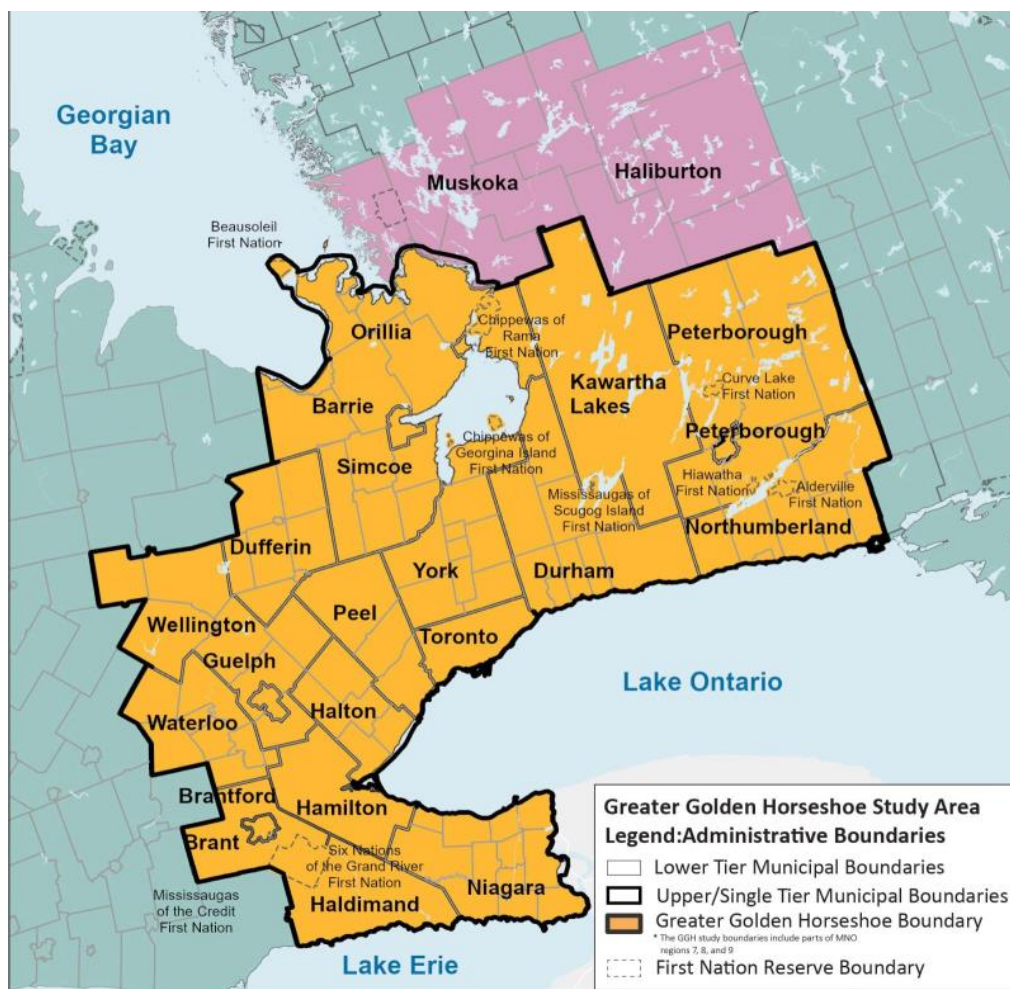 Georgian
Bay
Muskoka
Haliburton
Beausoleil
First Nation
Orillia
Chippewas of
Rama
First Nation
Peterborough
Kawartha
Lakes
Curve Lake
First Nation
Barrie
Peterborough
Chippewas of
Georgina Island
First Nation
Simcoe
Hiawatha
First Nation
Alderville
First Nation
Mississaugas of
Scugog Island
First Nation
Northumberland
Dufferin
York
Durham
Peel
Wellington
Toronto
Guelph
Lake Ontario
Halton
Waterloo
Brantford
Hamilton
Brant
Six Nations
of the Grand River
First Nation
Niagara
Mississaugas
of the Credit
First Nation
Haldimand
Lake Erie
Greater Golden Horseshoe Study Area
Legend:Administrative Boundaries
Lower Tier Municipal Boundaries
Upper/Single Tier Municipal Boundaries
Greater Golden Horseshoe Boundary
* The GGH study boundaries include parts of MNO
regions 7, 8, and 9
First Nation Reserve Boundary